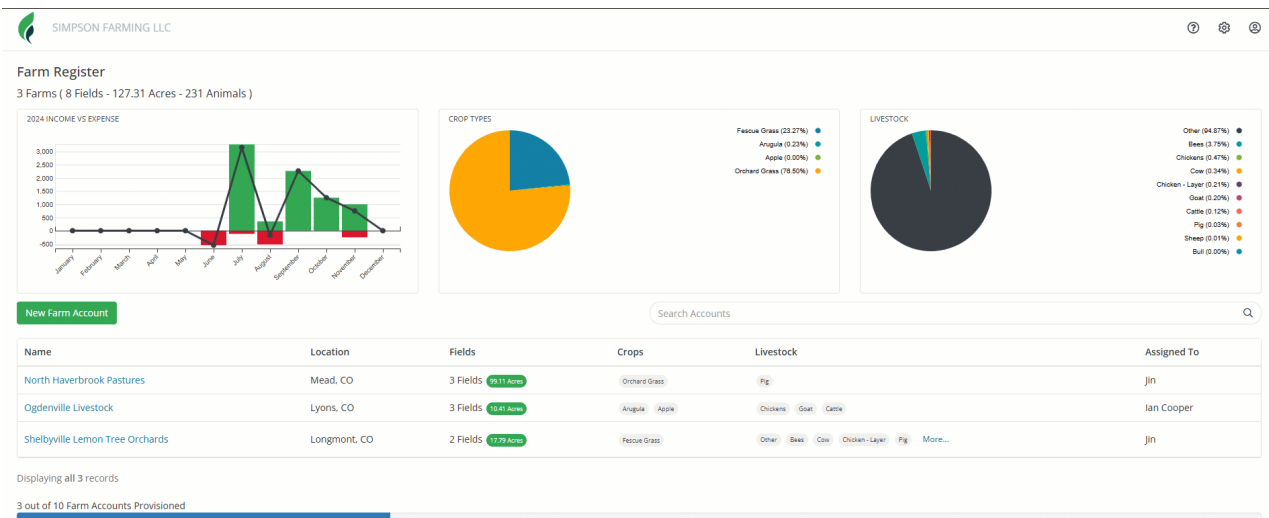 SIMPSON FARMING LLC
Farm Register
3 Farms ( 8 Fields - 127.31 Acres - 231 Animals )
2024 INCOME VS EXPENSE
3,000
2,500
2,000
1,500
1,000
500
0
-500
January
February
March
April
May
June
July
August
September
October
November
December
CROP TYPES
Fescue Grass (23.27%)
Arugula (0.23%)
Apple (0.00%)
Orchard Grass (76.50%)
LIVESTOCK
Other (94.87%)
Bees (3.75%)
Chickens (0.47%)
Cow (0.34%)
Chicken - Layer (0.21%)
Goat (0.20%)
Cattle (0.12%)
Pig (0.03%)
Sheep (0.01%)
Bull (0.00%)
New Farm Account
Search Accounts
Name Location Fields Crops Livestock Assigned To
North Haverbrook Pastures Mead, CO 3 Fields 99.11 Acres Orchard Grass Pig Jin
Ogdenville Livestock Lyons, CO 3 Fields 10.41 Acres Arugula Apple Chickens Goat Cattle Ian Cooper
Shelbyville Lemon Tree Orchards Longmont, CO 2 Fields 17.79 Acres Fescue Grass Other Bees Cow Chicken - Layer Pig More... Jin
Displaying all 3 records
3 out of 10 Farm Accounts Provisioned